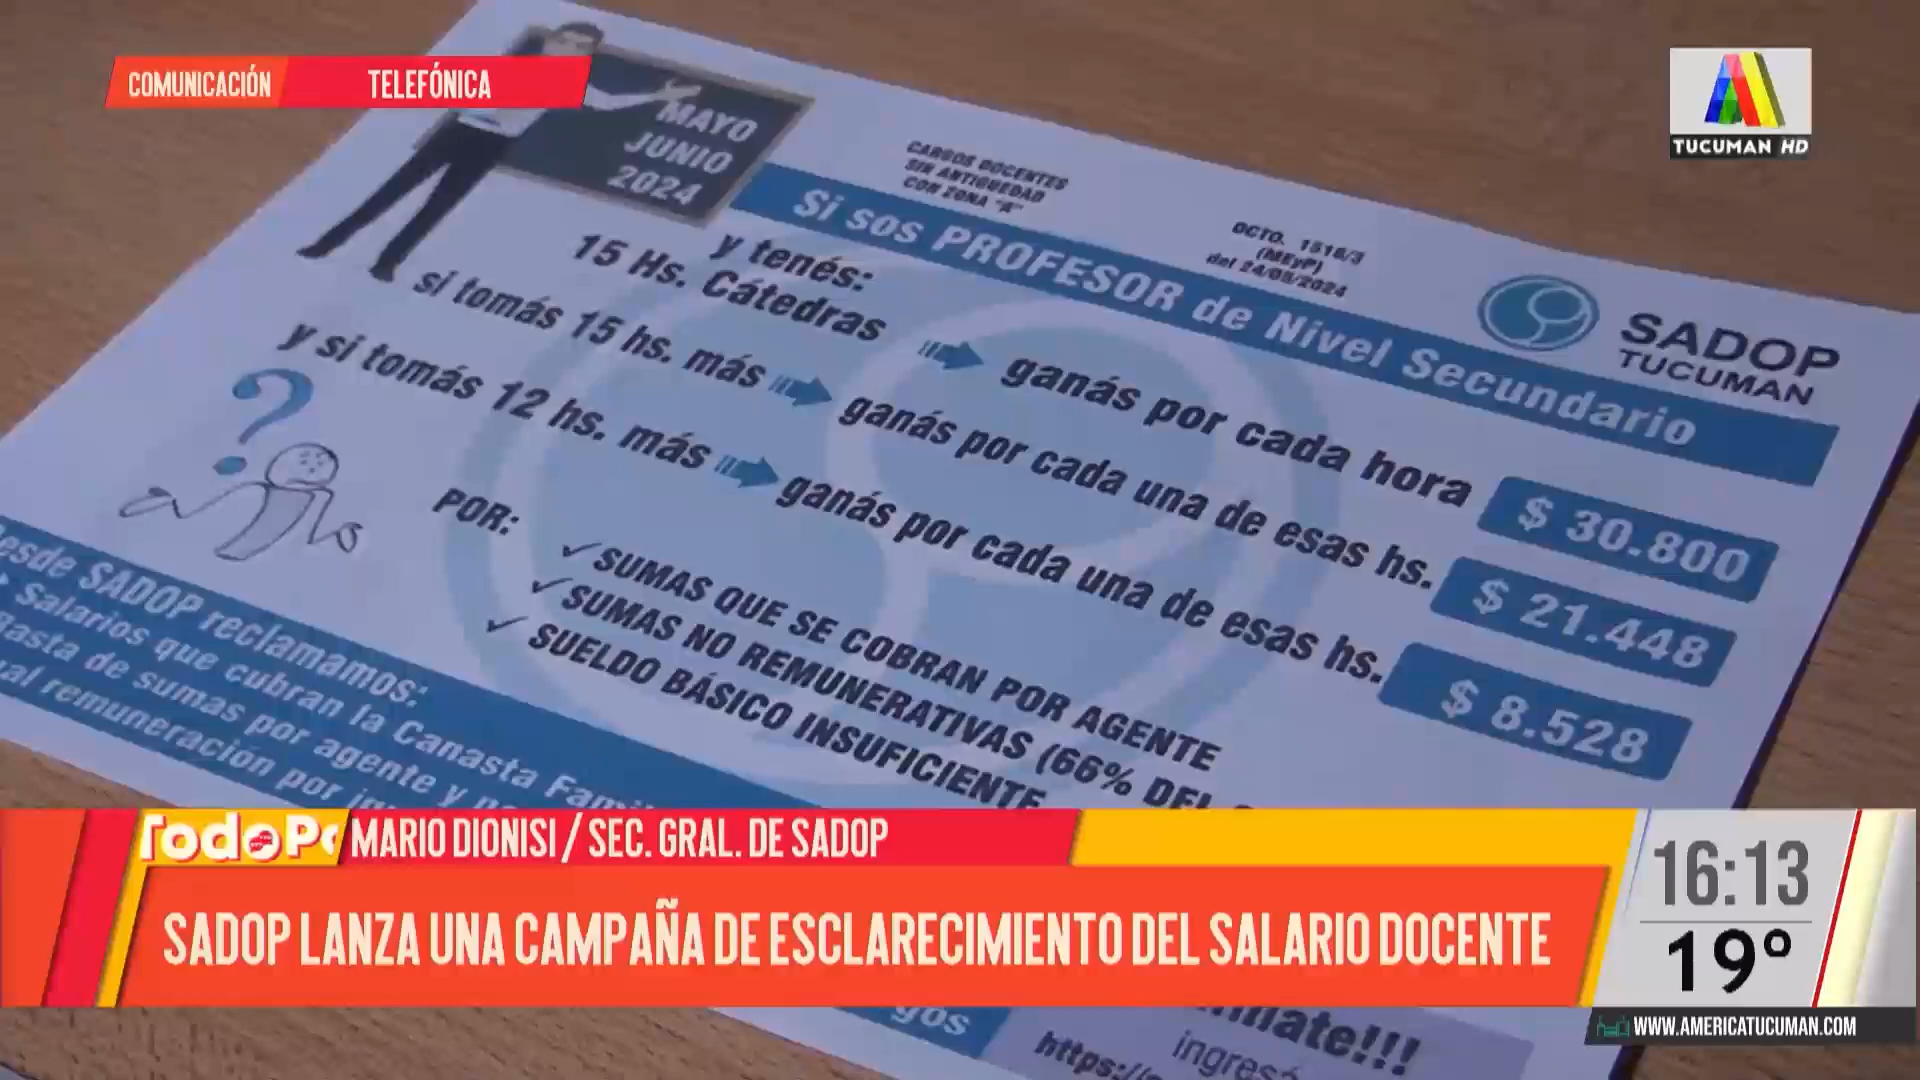 COMUNICACIÓN TELEFÓNICA
TUCUMAN HD
MAYO
JUNIO
2024
CARGOS DOCENTES
SIN ANTIGUEDAD
CON ZONA "A"
DCTO. 1516/3
(MEyP)
del 24/05/2024
SADOP
TUCUMAN
Si sos PROFESOR de Nivel Secundario
y tenés:
15 Hs. Cátedras
ganás por cada hora
$ 30.800
si tomás 15 hs. más
ganás por cada una de esas hs.
$ 21.448
y si tomás 12 hs. más
ganás por cada una de esas hs.
$ 8.528
?
POR:
✓ SUMAS QUE SE COBRAN POR AGENTE
✓ SUMAS NO REMUNERATIVAS (66% DEL
✓ SUELDO BÁSICO INSUFICIENTE
SADOP reclamamos:
Salarios que cubran la Canasta
de sumas por agente y
remuneración por
ingresá
https://
TodoPo
MARIO DIONISI / SEC. GRAL. DE SADOP
SADOP LANZA UNA CAMPAÑA DE ESCLARECIMIENTO DEL SALARIO DOCENTE
16:13
19°
WWW.AMERICATUCUMAN.COM